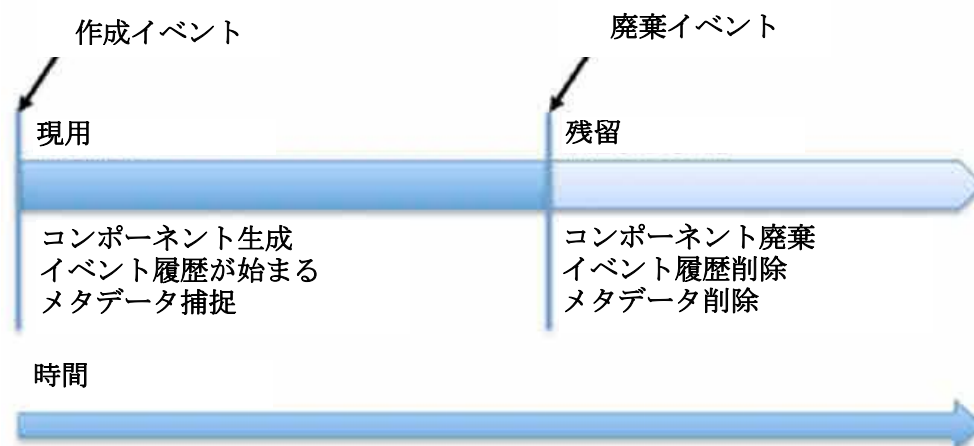 作成イベント
廃棄イベント
現用
残留
コンポーネント生成
イベント履歴が始まる
メタデータ捕捉
コンポーネント廃棄
イベント履歴削除
メタデータ削除
時間